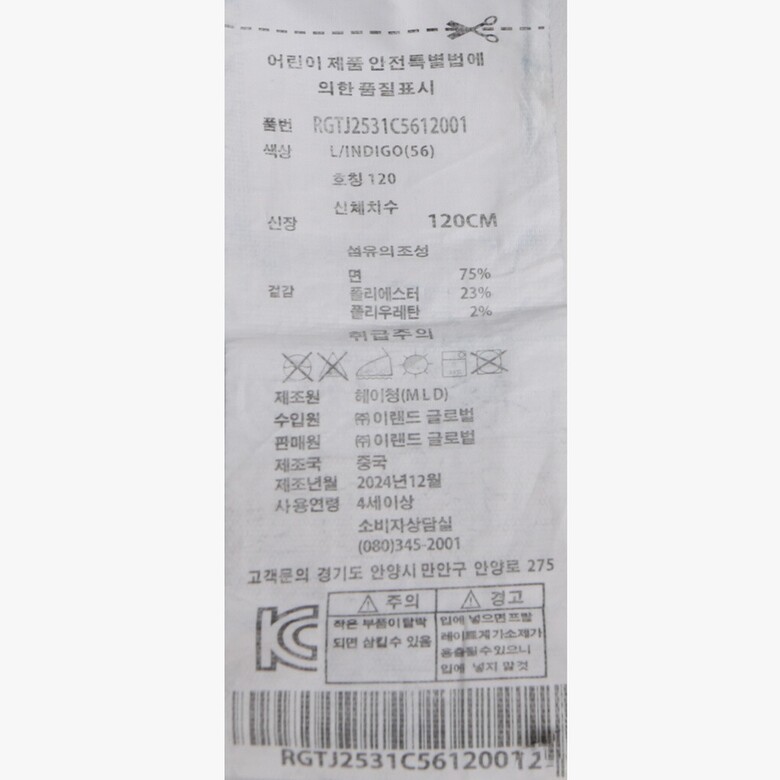 어린이 제품 안전특별법에
의한 품질표시
품번 RGTJ2531C5612001
색상 L/INDIGO(56)
호칭 120
신체치수
신장 120CM
섬유의조성
면 75%
겉감 폴리에스터 23%
폴리우레탄 2%
취급주의
제조원 헤이청(MLD)
수입원 ㈜이랜드 글로벌
판매원 ㈜이랜드 글로벌
제조국 중국
제조년월 2024년12월
사용연령 4세이상
소비자상담실
(080)345-2001
고객문의 경기도 안양시 만안구 안양로 275
주의
작은 부품이 탈락
되면 삼킬수 있음
경고
입에 넣으면 프탈
레이트계가소제가
용출될수있으니
입에 넣지 말것
RGTJ2531C56120012